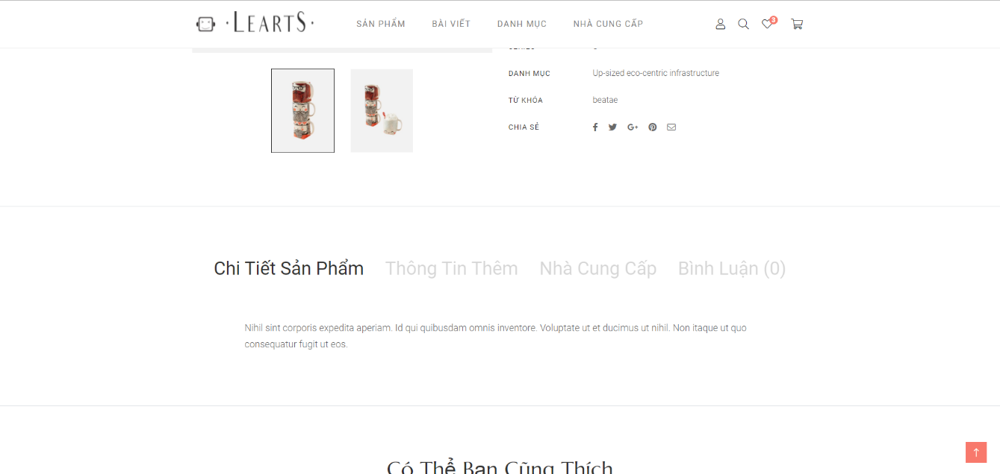 ·LEARTS·
SẢN PHẨM BÀI VIẾT DANH MỤC NHÀ CUNG CẤP
3
DANH MỤC Up-sized eco-centric infrastructure
TỪ KHÓA beatae
CHIA SẺ
Chi Tiết Sản Phẩm Thông Tin Thêm Nhà Cung Cấp Bình Luận (0)
Nihil sint corporis expedita aperiam. Id qui quibusdam omnis inventore. Voluptate ut et ducimus ut nihil. Non itaque ut quo
consequatur fugit ut eos.
Có Thể Bạn Cũng Thích